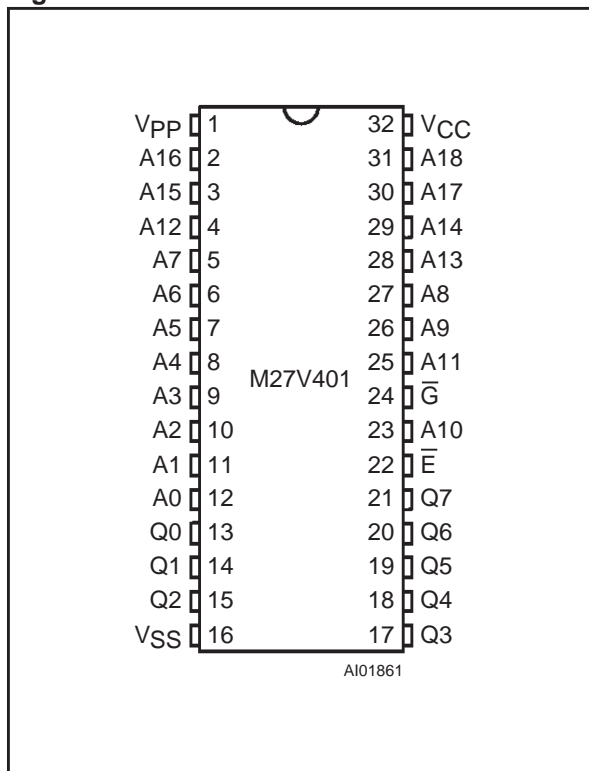 VPP 1 32 VCC
A16 2 31 A18
A15 3 30 A17
A12 4 29 A14
A7 5 28 A13
A6 6 27 A8
A5 7 26 A9
A4 8 25 A11
M27V401
A3 9 24 G̅
A2 10 23 A10
A1 11 22 E̅
A0 12 21 Q7
Q0 13 20 Q6
Q1 14 19 Q5
Q2 15 18 Q4
VSS 16 17 Q3
AI01861